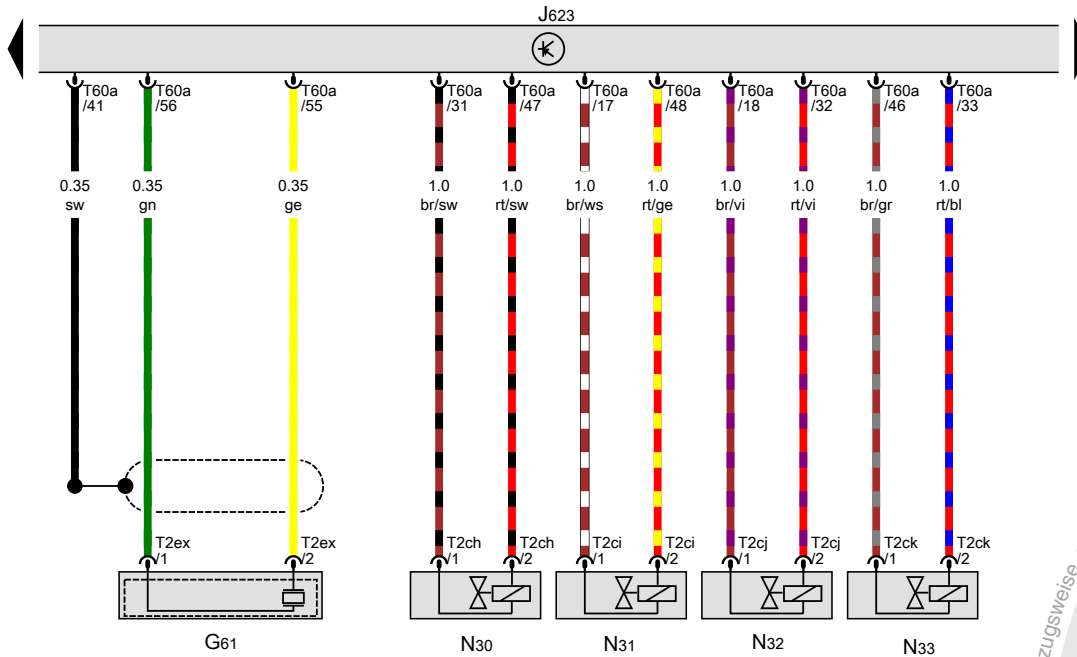 J623
T60a T60a T60a T60a T60a T60a T60a T60a T60a T60a T60a
/41 /56 /55 /31 /47 /17 /48 /18 /32 /46 /33
0.35 0.35 0.35 1.0 1.0 1.0 1.0 1.0 1.0 1.0 1.0
sw gn ge br/sw rt/sw br/ws rt/ge br/vi rt/vi br/gr rt/bl
T2ex T2ex T2ch T2ch T2ci T2ci T2cj T2cj T2ck T2ck
/1 /2 /1 /2 /1 /2 /1 /2 /1 /2
G61 N30 N31 N32 N33
zugsweise